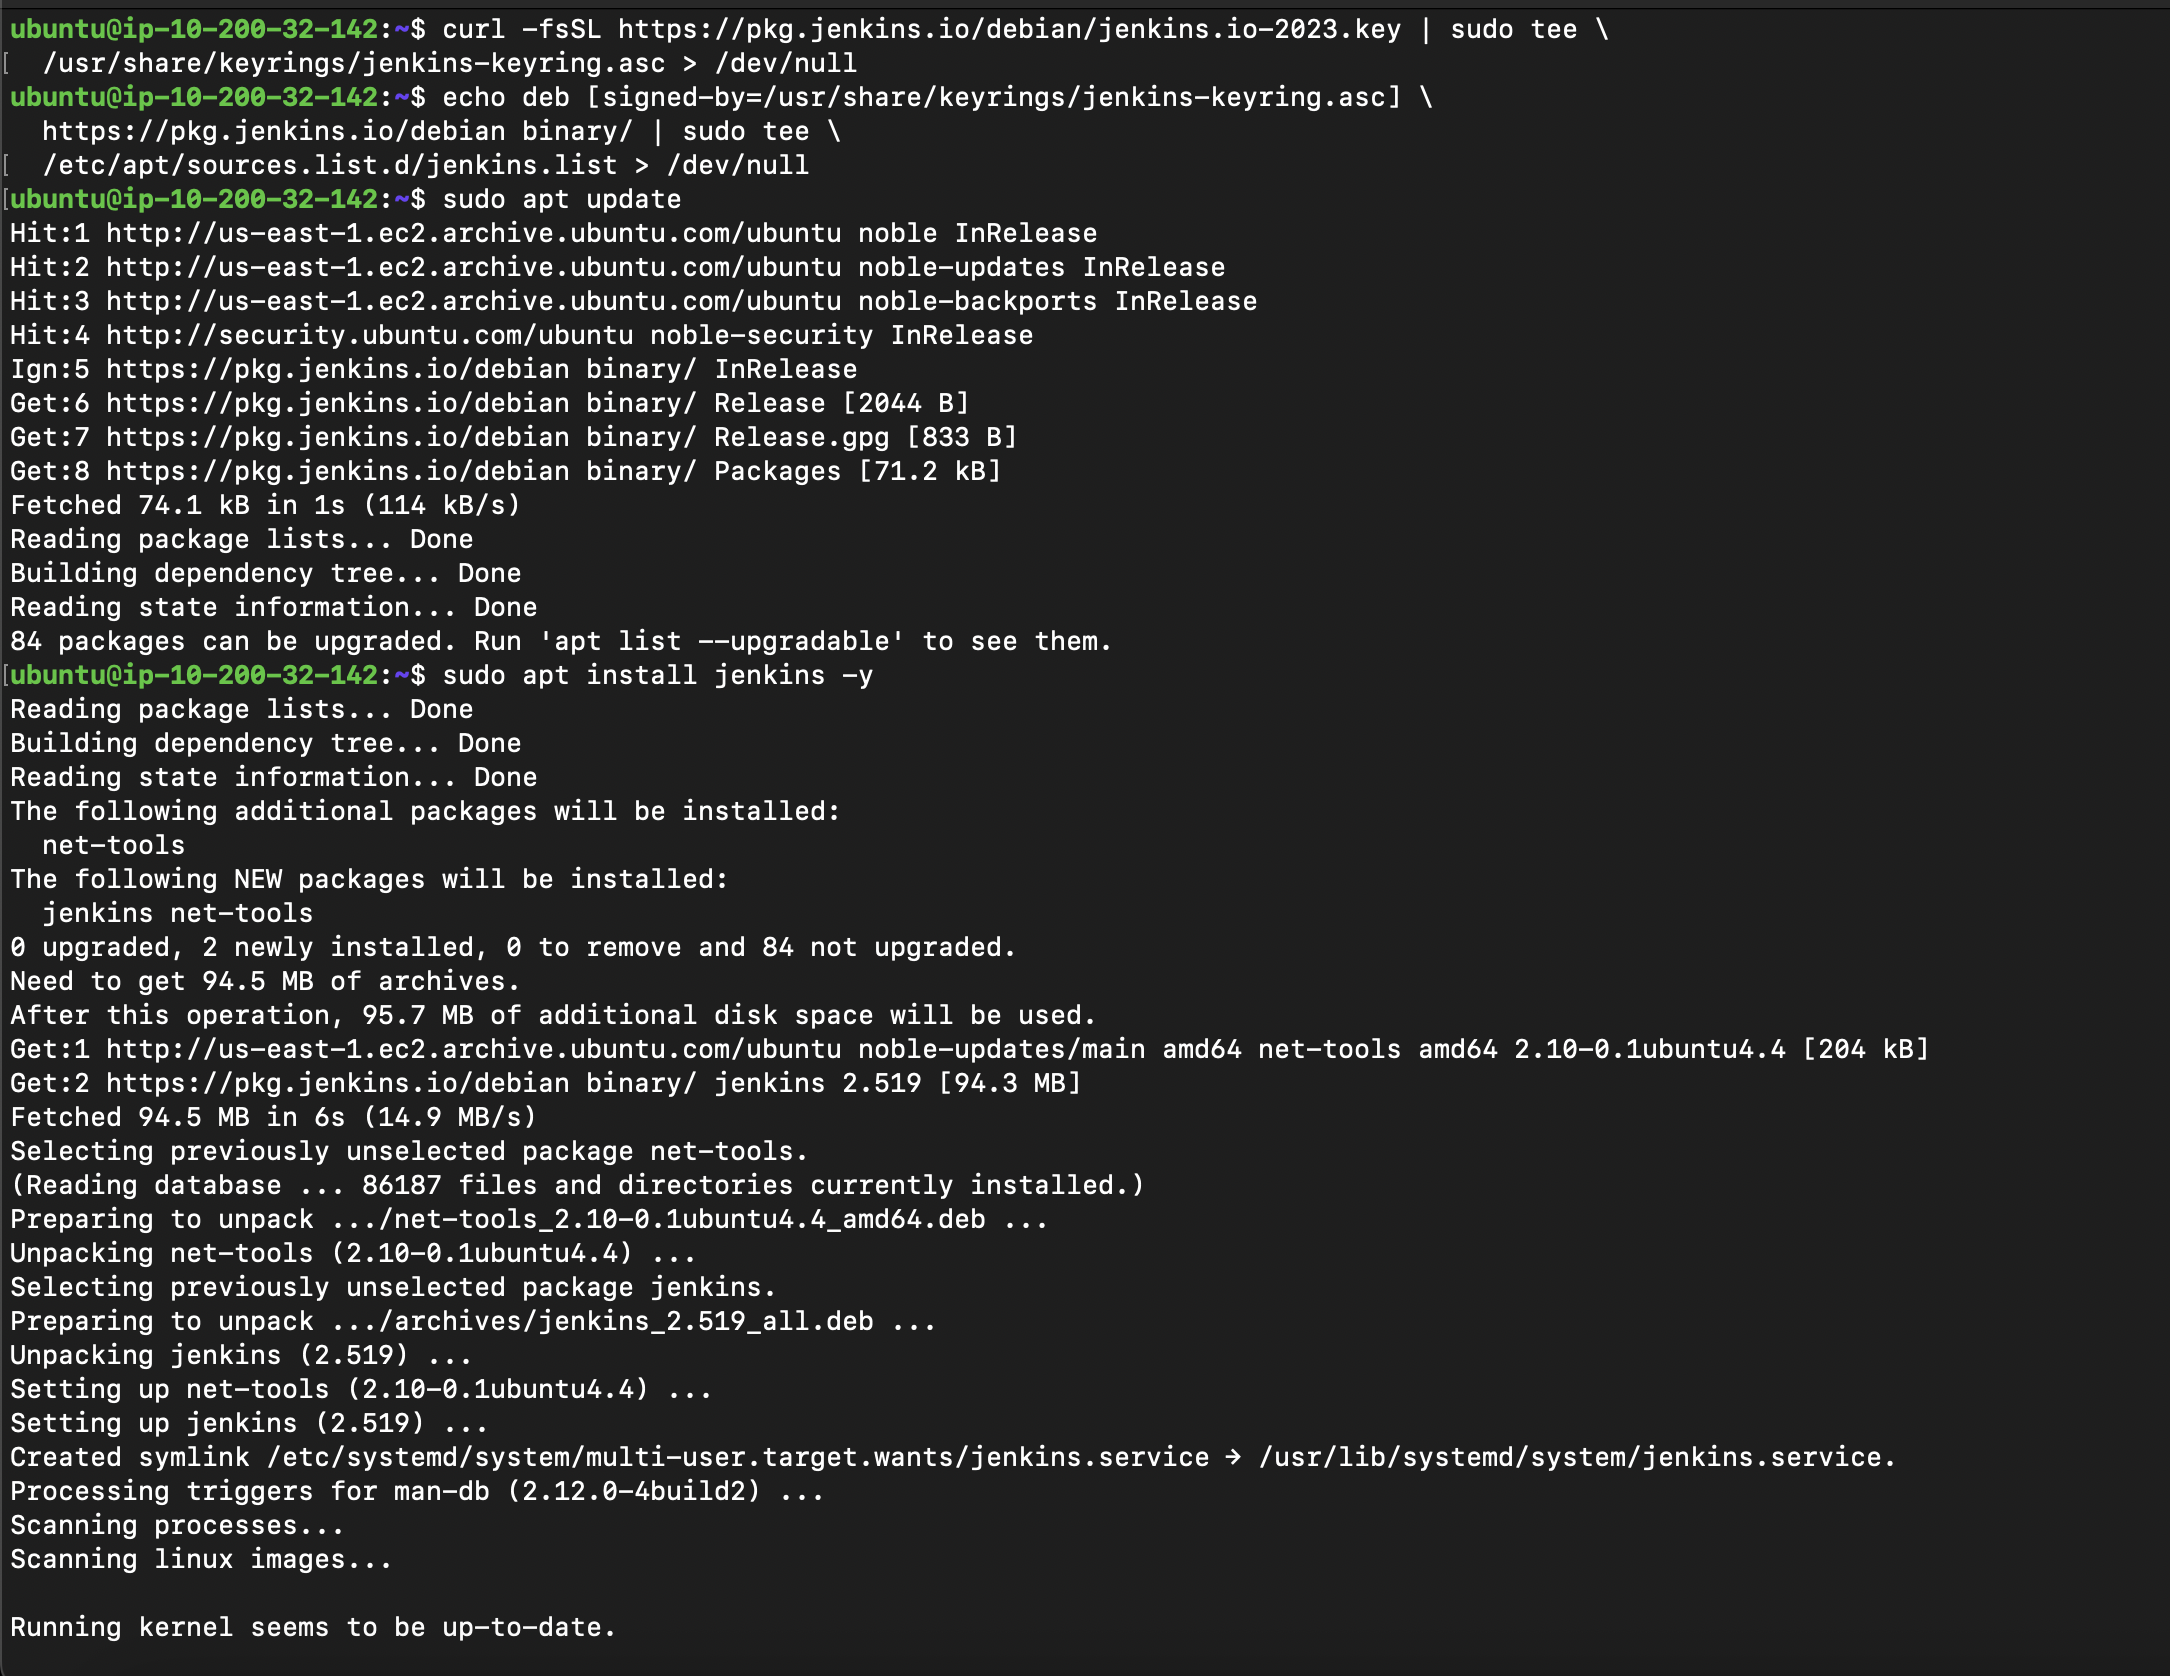 ubuntu@ip-10-200-32-142:~$ curl -fsSL https://pkg.jenkins.io/debian/jenkins.io-2023.key | sudo tee \
[  /usr/share/keyrings/jenkins-keyring.asc > /dev/null
ubuntu@ip-10-200-32-142:~$ echo deb [signed-by=/usr/share/keyrings/jenkins-keyring.asc] \
  https://pkg.jenkins.io/debian binary/ | sudo tee \
[  /etc/apt/sources.list.d/jenkins.list > /dev/null
[ubuntu@ip-10-200-32-142:~$ sudo apt update
Hit:1 http://us-east-1.ec2.archive.ubuntu.com/ubuntu noble InRelease
Hit:2 http://us-east-1.ec2.archive.ubuntu.com/ubuntu noble-updates InRelease
Hit:3 http://us-east-1.ec2.archive.ubuntu.com/ubuntu noble-backports InRelease
Hit:4 http://security.ubuntu.com/ubuntu noble-security InRelease
Ign:5 https://pkg.jenkins.io/debian binary/ InRelease
Get:6 https://pkg.jenkins.io/debian binary/ Release [2044 B]
Get:7 https://pkg.jenkins.io/debian binary/ Release.gpg [833 B]
Get:8 https://pkg.jenkins.io/debian binary/ Packages [71.2 kB]
Fetched 74.1 kB in 1s (114 kB/s)
Reading package lists... Done
Building dependency tree... Done
Reading state information... Done
84 packages can be upgraded. Run 'apt list --upgradable' to see them.
[ubuntu@ip-10-200-32-142:~$ sudo apt install jenkins -y
Reading package lists... Done
Building dependency tree... Done
Reading state information... Done
The following additional packages will be installed:
  net-tools
The following NEW packages will be installed:
  jenkins net-tools
0 upgraded, 2 newly installed, 0 to remove and 84 not upgraded.
Need to get 94.5 MB of archives.
After this operation, 95.7 MB of additional disk space will be used.
Get:1 http://us-east-1.ec2.archive.ubuntu.com/ubuntu noble-updates/main amd64 net-tools amd64 2.10-0.1ubuntu4.4 [204 kB]
Get:2 https://pkg.jenkins.io/debian binary/ jenkins 2.519 [94.3 MB]
Fetched 94.5 MB in 6s (14.9 MB/s)
Selecting previously unselected package net-tools.
(Reading database ... 86187 files and directories currently installed.)
Preparing to unpack .../net-tools_2.10-0.1ubuntu4.4_amd64.deb ...
Unpacking net-tools (2.10-0.1ubuntu4.4) ...
Selecting previously unselected package jenkins.
Preparing to unpack .../archives/jenkins_2.519_all.deb ...
Unpacking jenkins (2.519) ...
Setting up net-tools (2.10-0.1ubuntu4.4) ...
Setting up jenkins (2.519) ...
Created symlink /etc/systemd/system/multi-user.target.wants/jenkins.service → /usr/lib/systemd/system/jenkins.service.
Processing triggers for man-db (2.12.0-4build2) ...
Scanning processes...
Scanning linux images...

Running kernel seems to be up-to-date.